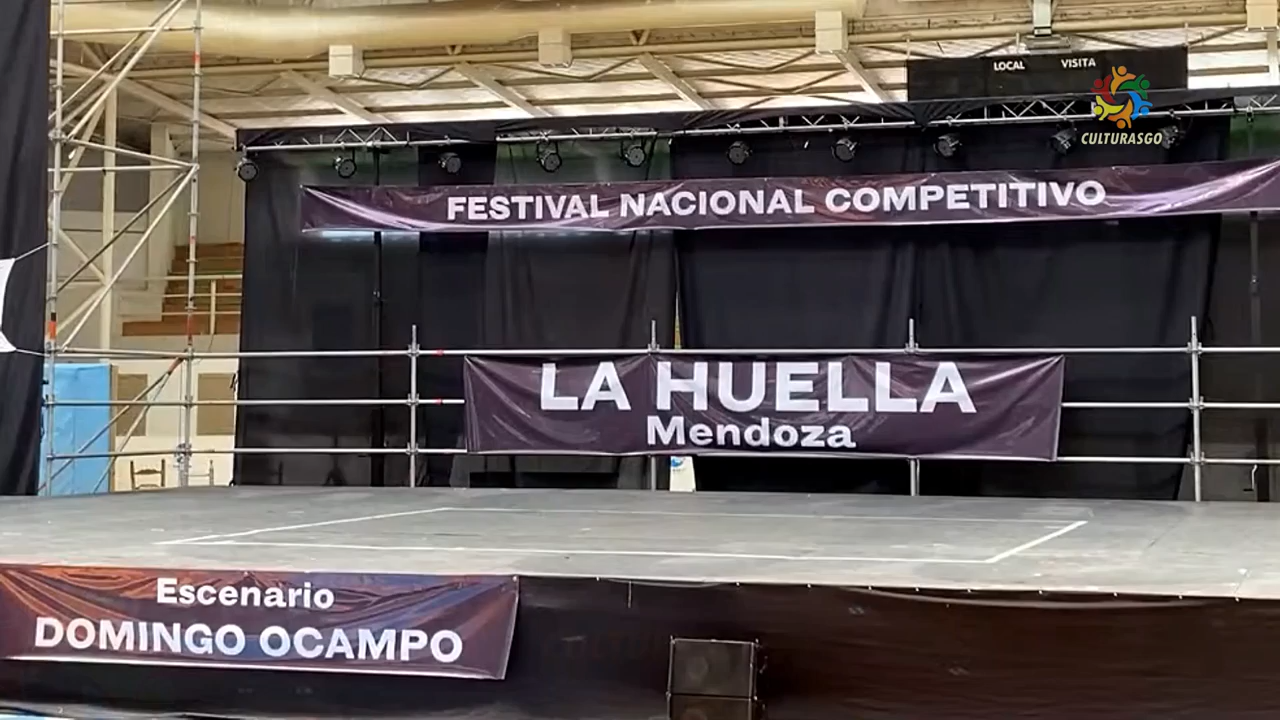 LOCAL VISITA
CULTURASGO
FESTIVAL NACIONAL COMPETITIVO
LA HUELLA
Mendoza
Escenario
DOMINGO OCAMPO